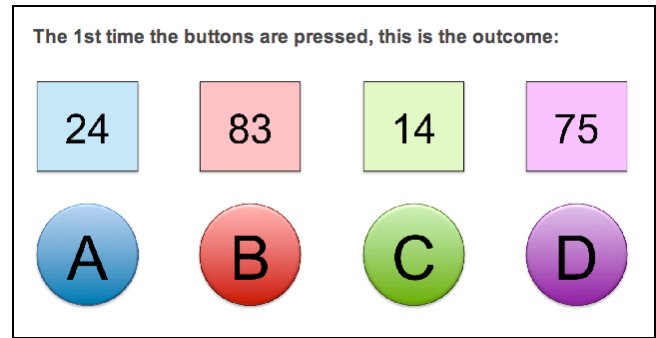 The 1st time the buttons are pressed, this is the outcome:
24 83 14 75
A B C D